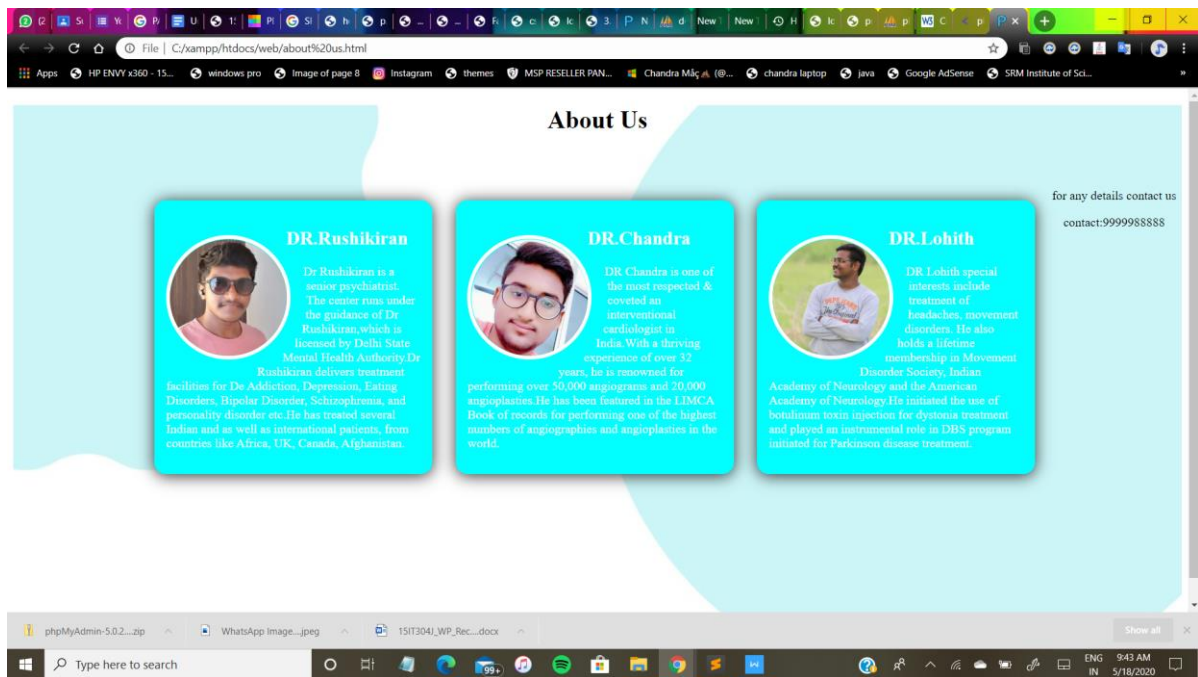 File | C:/xampp/htdocs/web/about%20us.html
Apps HP ENVY x360 - 15... windows pro Image of page 8 Instagram themes MSP RESELLER PAN... Chandra Måç (@... chandra laptop java Google AdSense SRM Institute of Sci... »
About Us
for any details contact us
contact:9999988888
DR.Rushikiran
Dr Rushikiran is a
senior psychiatrist.
The center runs under
the guidance of Dr
Rushikiran,which is
licensed by Delhi State
Mental Health Authority.Dr
Rushikiran delivers treatment
facilities for De Addiction, Depression, Eating
Disorders, Bipolar Disorder, Schizophrenia, and
personality disorder etc.He has treated several
Indian and as well as international patients, from
countries like Africa, UK, Canada, Afghanistan.
DR.Chandra
DR Chandra is one of
the most respected &
coveted an
interventional
cardiologist in
India.With a thriving
experience of over 32
years, he is renowned for
performing over 50,000 angiograms and 20,000
angioplasties.He has been featured in the LIMCA
Book of records for performing one of the highest
numbers of angiographies and angioplasties in the
world.
DR.Lohith
DR Lohith special
interests include
treatment of
headaches, movement
disorders. He also
holds a lifetime
membership in Movement
Disorder Society, Indian
Academy of Neurology and the American
Academy of Neurology.He initiated the use of
botulinum toxin injection for dystonia treatment
and played an instrumental role in DBS program
initiated for Parkinson disease treatment.
phpMyAdmin-5.0.2....zip WhatsApp Image....jpeg 15IT304J_WP_Rec....docx Show all
Type here to search 99+ ENG 9:43 AM
IN 5/18/2020